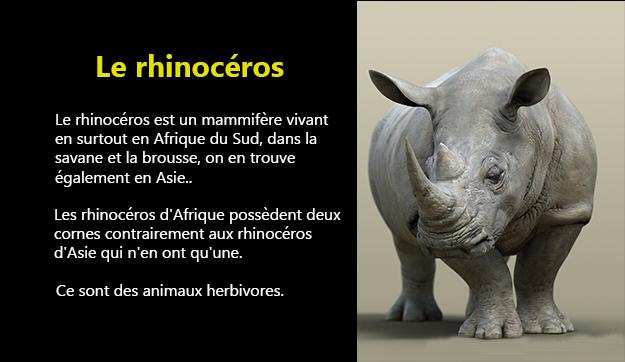 Le rhinocéros
Le rhinocéros est un mammifère vivant
en surtout en Afrique du Sud, dans la
savane et la brousse, on en trouve
également en Asie..
Les rhinocéros d'Afrique possèdent deux
cornes contrairement aux rhinocéros
d'Asie qui n'en ont qu'une.
Ce sont des animaux herbivores.